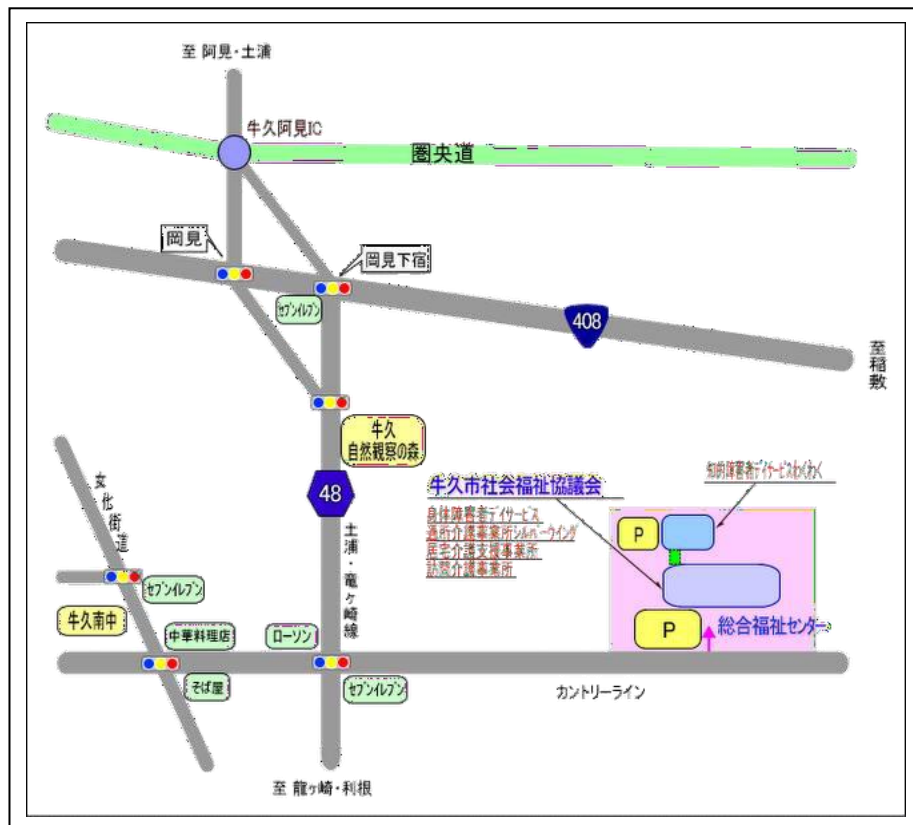 至 阿見・土浦
牛久阿見IC
圏央道
岡見
岡見下宿
セブンイレブン
408
至稲敷
牛久
自然観察の森
48
女化街道
土浦・竜ヶ崎線
牛久市社会福祉協議会
身体障害者デイサービス
通所介護事業所シルバーウイング
居宅介護支援事業所
訪問介護事業所
知的障害者デイサービスわくわく
P
P
総合福祉センター
セブンイレブン
牛久南中
中華料理店
ローソン
そば屋
セブンイレブン
カントリーライン
至 龍ヶ崎・利根